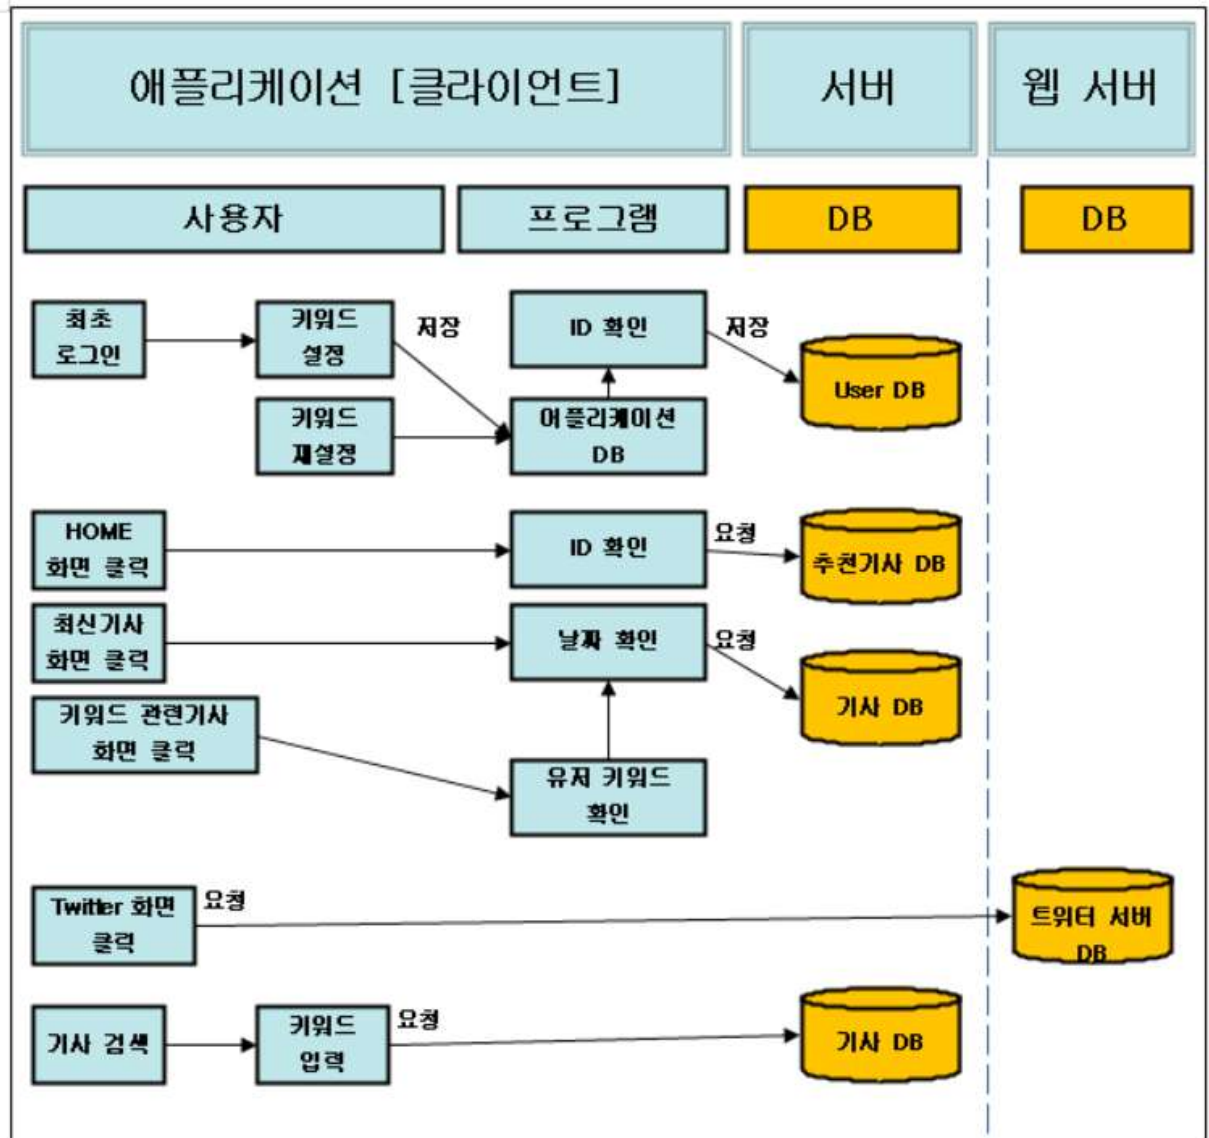 애플리케이션 [클라이언트]
서버
웹 서버
사용자
프로그램
DB
DB
최초
로그인
키워드
설정
저장
ID 확인
저장
User DB
키워드
재설정
어플리케이션
DB
HOME
화면 클릭
ID 확인
요청
추천기사 DB
최신기사
화면 클릭
날짜 확인
요청
기사 DB
키워드 관련기사
화면 클릭
유저 키워드
확인
Twitter 화면
클릭
요청
트위터 서버
DB
기사 검색
키워드
입력
요청
기사 DB